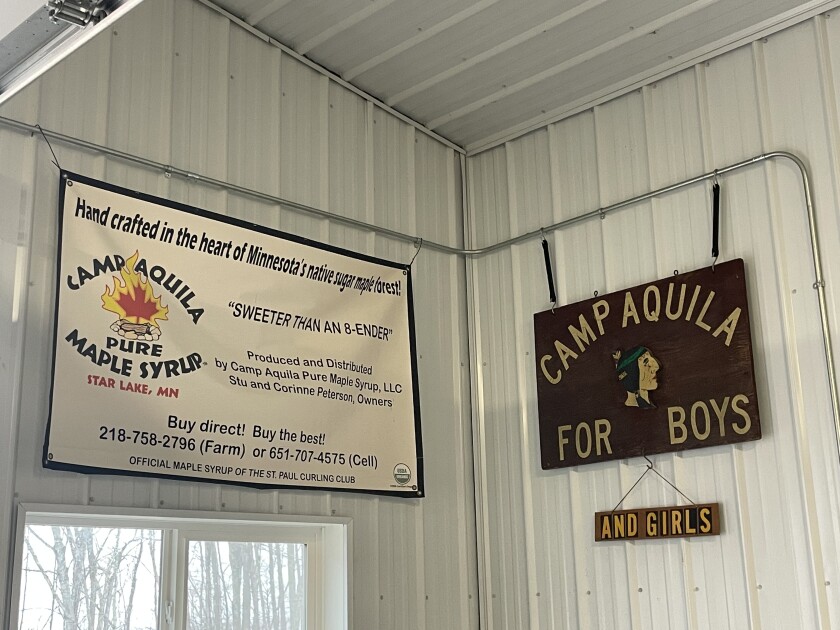 Hand crafted in the heart of Minnesota's native sugar maple forest!
CAMP AQUILA
PURE
MAPLE SYRUP
STAR LAKE, MN
"SWEETER THAN AN 8-ENDER"
Produced and Distributed
by Camp Aquila Pure Maple Syrup, LLC
Stu and Corinne Peterson, Owners
Buy direct! Buy the best!
218-758-2796 (Farm) or 651-707-4575 (Cell)
OFFICIAL MAPLE SYRUP OF THE ST. PAUL CURLING CLUB
USDA
ORGANIC
CAMP AQUILA
FOR BOYS
AND GIRLS